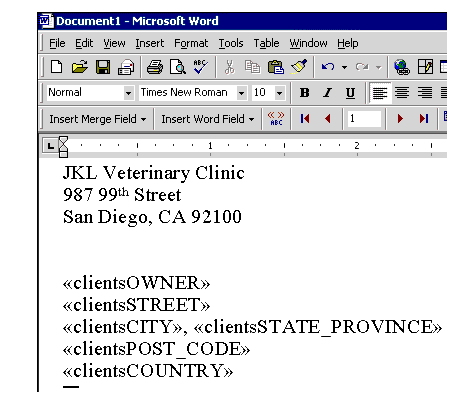 Document1 - Microsoft Word
File Edit View Insert Format Tools Table Window Help
ABC
Normal Times New Roman 10 B I U
Insert Merge Field Insert Word Field «» ABC 1
1 2
JKL Veterinary Clinic
987 99th Street
San Diego, CA 92100
«clientsOWNER»
«clientsSTREET»
«clientsCITY», «clientsSTATE_PROVINCE»
«clientsPOST_CODE»
«clientsCOUNTRY»